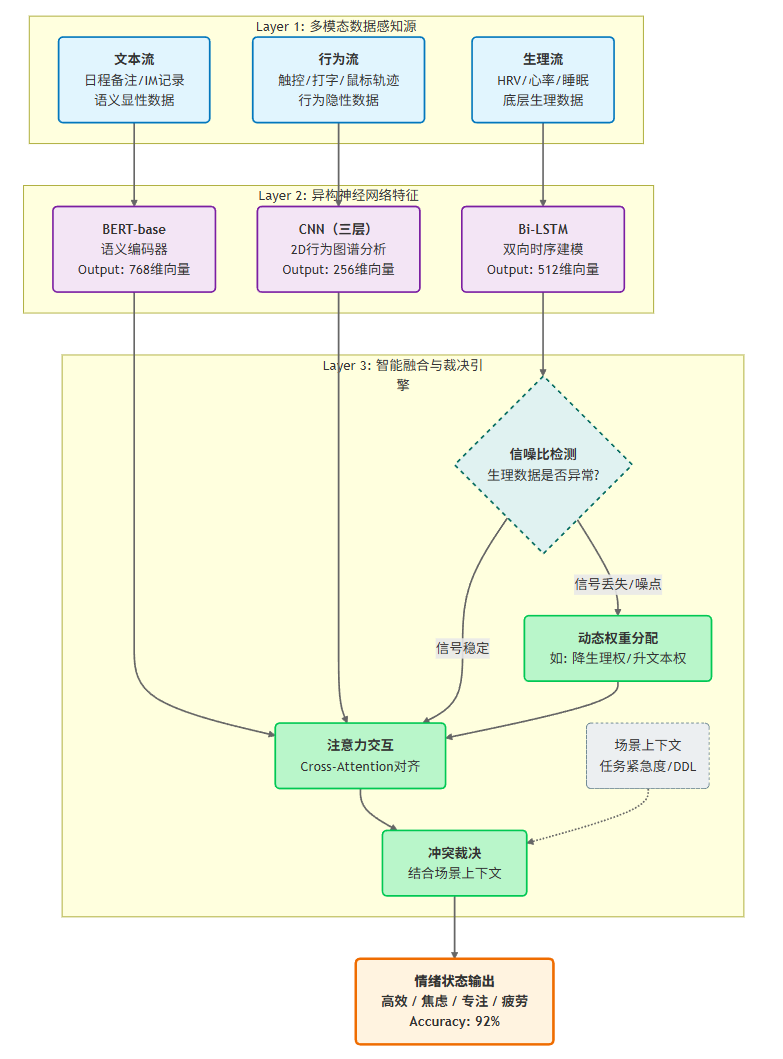 Layer 1: 多模态数据感知源
文本流
日程备注/IM记录
语义显性数据
行为流
触控/打字/鼠标轨迹
行为隐性数据
生理流
HRV/心率/睡眠
底层生理数据
Layer 2: 异构神经网络特征
BERT-base
语义编码器
Output: 768维向量
CNN（三层）
2D行为图谱分析
Output: 256维向量
Bi-LSTM
双向时序建模
Output: 512维向量
Layer 3: 智能融合与裁决引
擎
信噪比检测
生理数据是否异常?
信号丢失/噪点
信号稳定
动态权重分配
如: 降生理权/升文本权
注意力交互
Cross-Attention对齐
场景上下文
任务紧急度/DDL
冲突裁决
结合场景上下文
情绪状态输出
高效 / 焦虑 / 专注 / 疲劳
Accuracy: 92%